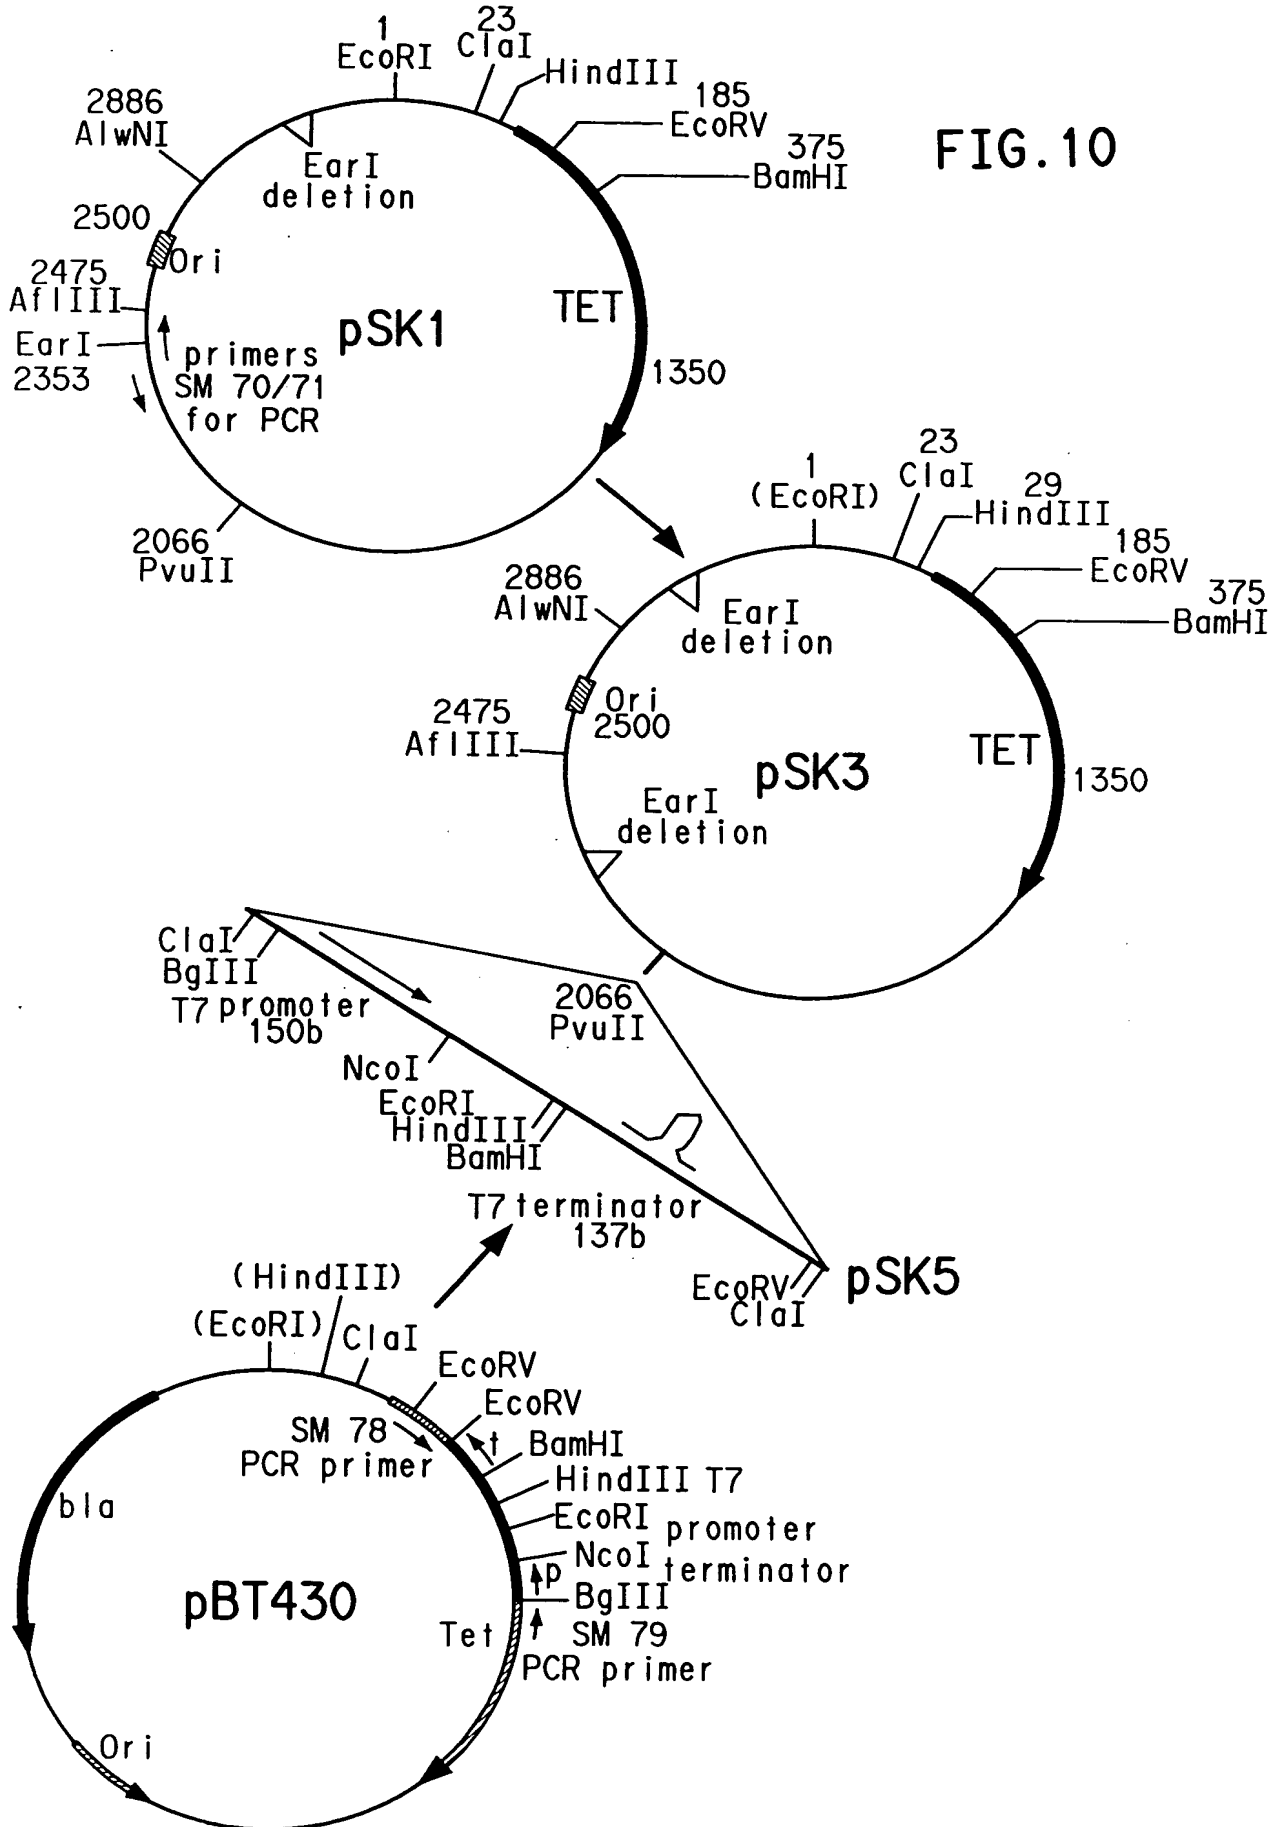 FIG.10
1
EcoRI
23
ClaI
HindIII
185
EcoRV
375
BamHI
2886
AlwNI
EarI
deletion
2500
Ori
2475
AflIII
EarI
2353
primers
SM 70/71
for PCR
pSK1
TET
1350
2066
PvuII
1
(EcoRI)
23
ClaI
29
HindIII
185
EcoRV
375
BamHI
2886
AlwNI
EarI
deletion
Ori
2500
2475
AflIII
pSK3
TET
1350
EarI
deletion
2066
PvuII
ClaI
BglII
T7 promoter
150b
NcoI
EcoRI
HindIII
BamHI
T7 terminator
137b
EcoRV
ClaI
pSK5
(HindIII)
(EcoRI)
ClaI
EcoRV
EcoRV
SM 78
PCR primer
t
BamHI
HindIII T7
EcoRI promoter
NcoI terminator
p
BglII
bla
pBT430
Tet
SM 79
PCR primer
Ori